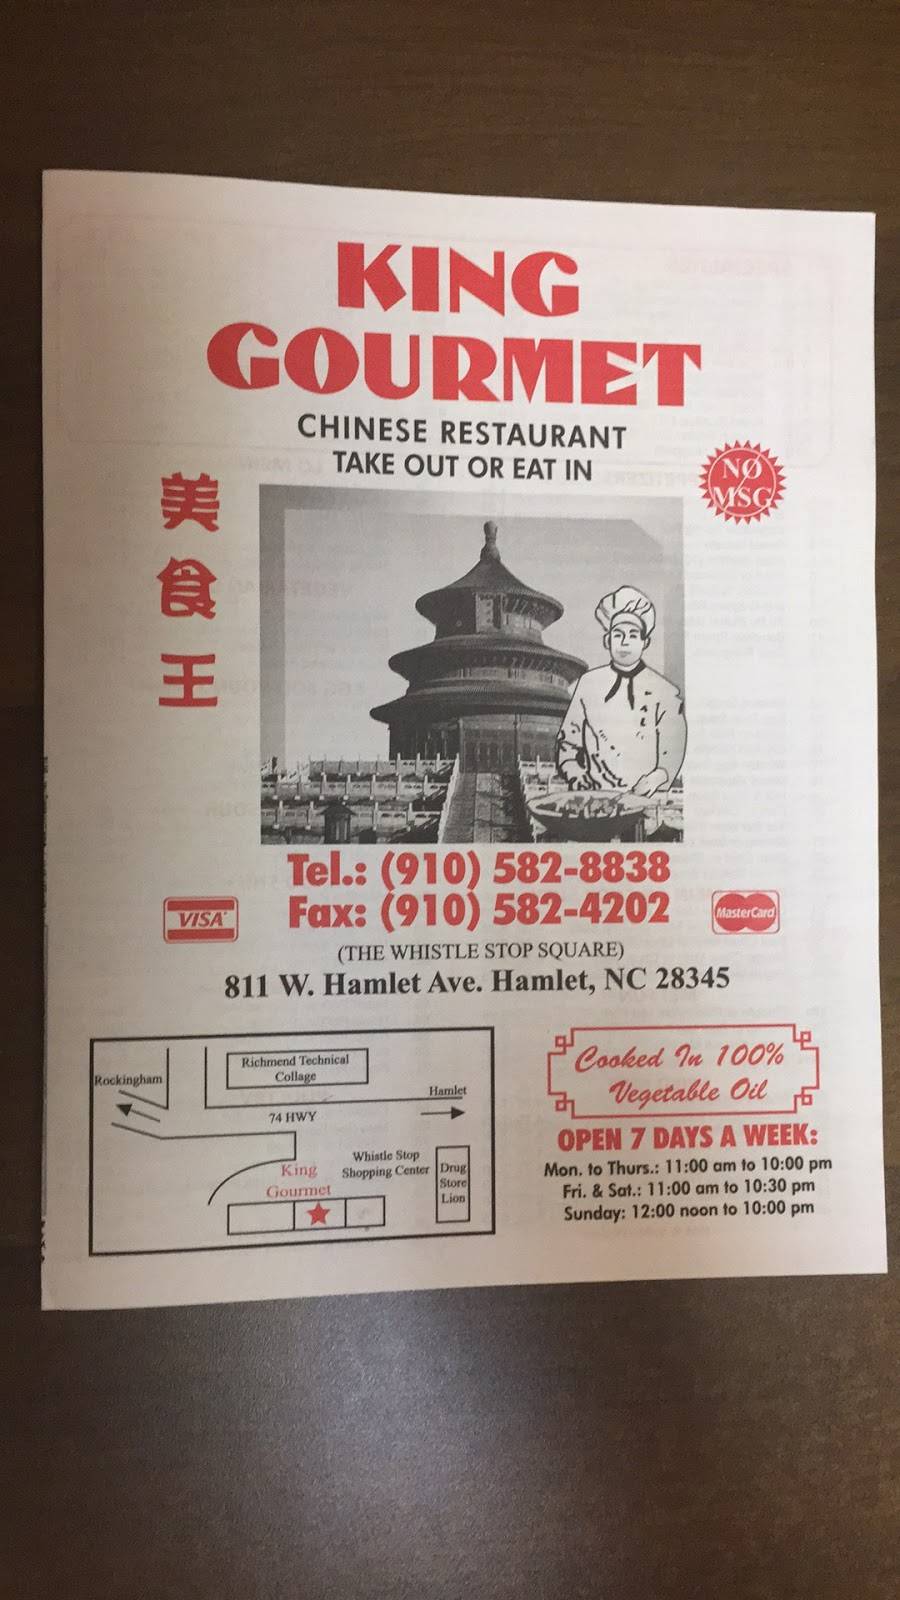 KING
GOURMET
CHINESE RESTAURANT
TAKE OUT OR EAT IN
美
食
王
NO
MSG
Tel.: (910) 582-8838
Fax: (910) 582-4202
VISA
MasterCard
(THE WHISTLE STOP SQUARE)
811 W. Hamlet Ave. Hamlet, NC 28345
Rockingham
Richmend Technical
Collage
Hamlet
74 HWY
King
Gourmet
Whistle Stop
Shopping Center
Drug
Store
Lion
Cooked In 100%
Vegetable Oil
OPEN 7 DAYS A WEEK:
Mon. to Thurs.: 11:00 am to 10:00 pm
Fri. & Sat.: 11:00 am to 10:30 pm
Sunday: 12:00 noon to 10:00 pm